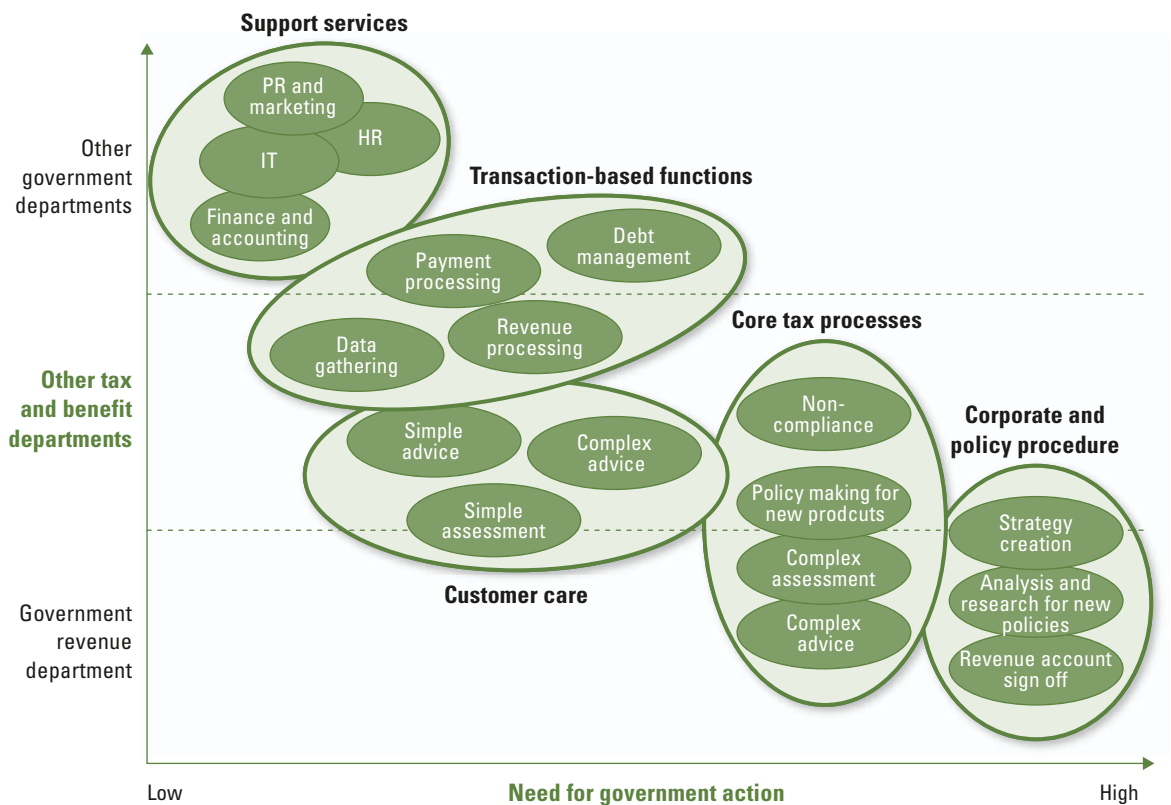 Support services
PR and
marketing
HR
IT
Finance and
accounting
Other
government
departments
Transaction-based functions
Debt
management
Payment
processing
Revenue
processing
Data
gathering
Other tax
and benefit
departments
Core tax processes
Non-
compliance
Policy making for
new prodcuts
Complex
assessment
Complex
advice
Simple
advice
Complex
advice
Simple
assessment
Customer care
Corporate and
policy procedure
Strategy
creation
Analysis and
research for new
policies
Revenue account
sign off
Government
revenue
department
Low
Need for government action
High